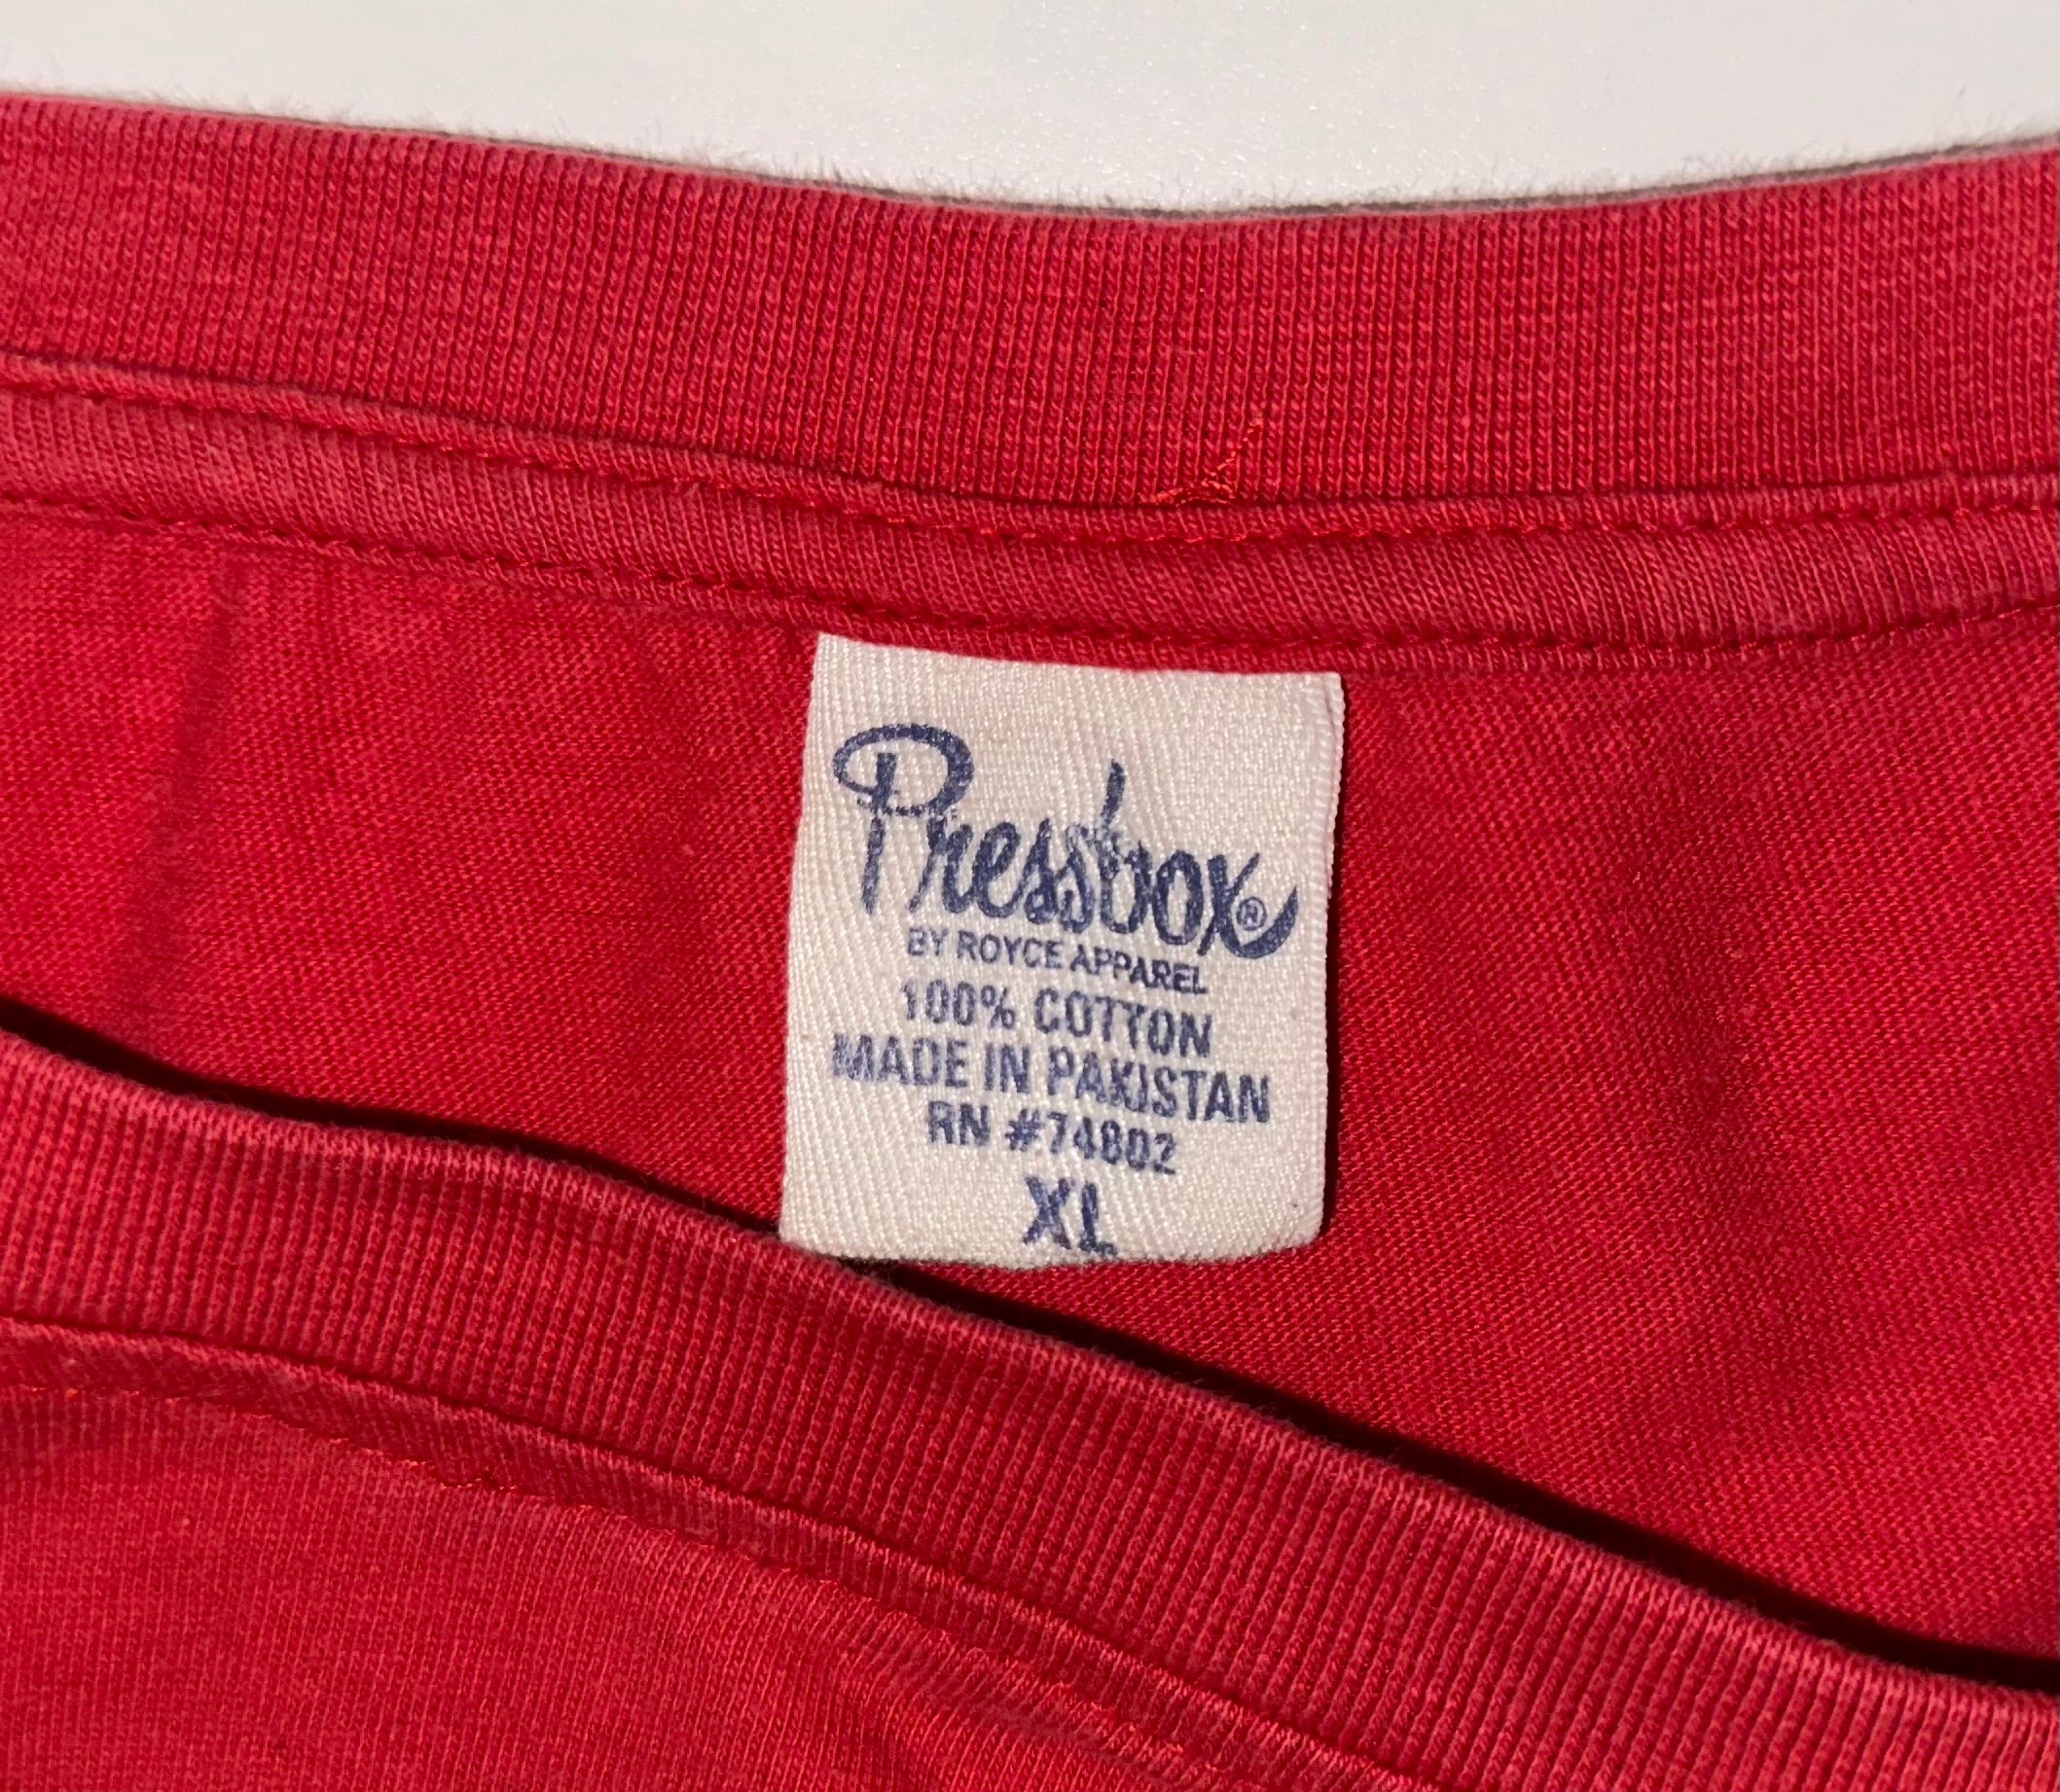 Pressbox®
BY ROYCE APPAREL
100% COTTON
MADE IN PAKISTAN
RN #74802
XL